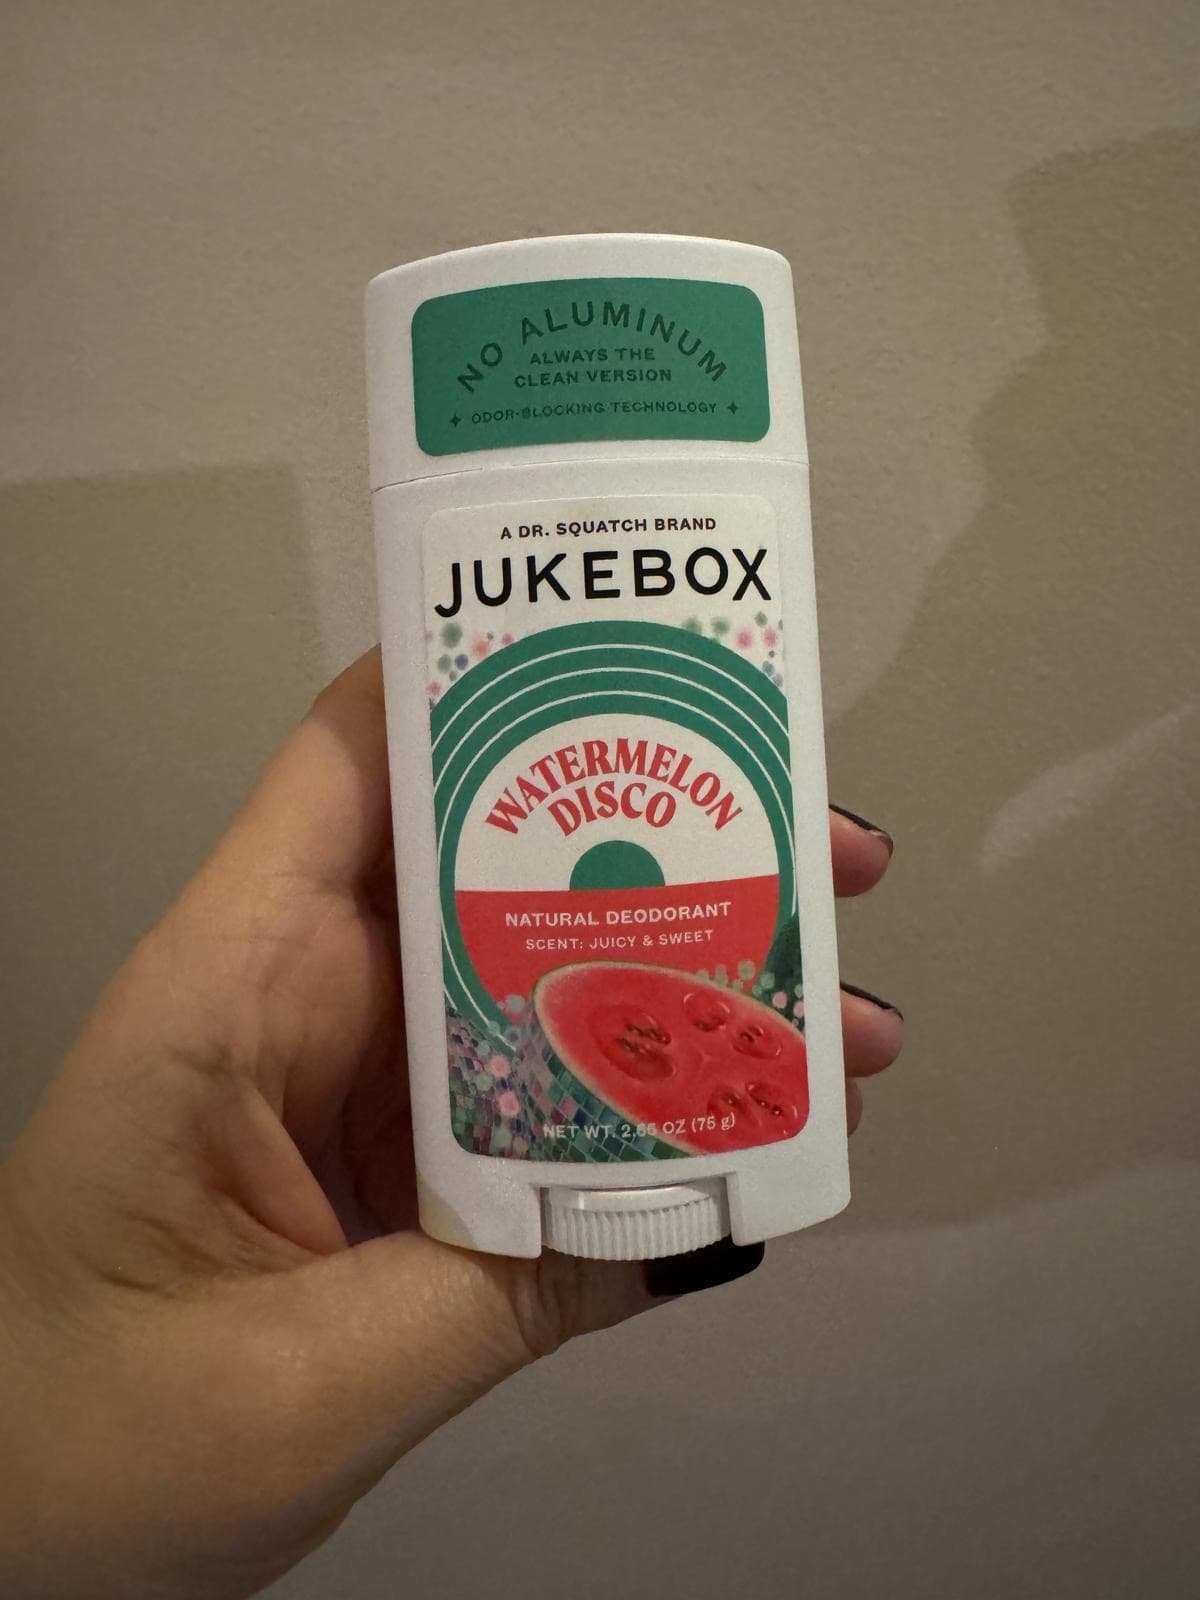 NO ALUMINUM
ALWAYS THE
CLEAN VERSION
ODOR-BLOCKING TECHNOLOGY
A DR. SQUATCH BRAND
JUKEBOX
WATERMELON
DISCO
NATURAL DEODORANT
SCENT: JUICY & SWEET
NET WT. 2.65 OZ (75 g)